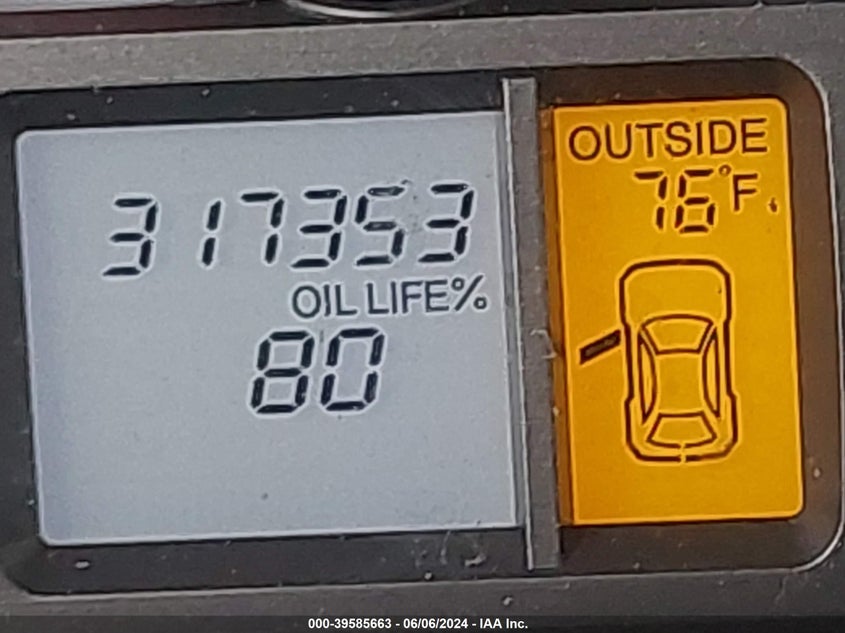 317353
OIL LIFE%
80
OUTSIDE
76°F
000-39585663 - 06/06/2024 - IAA Inc.